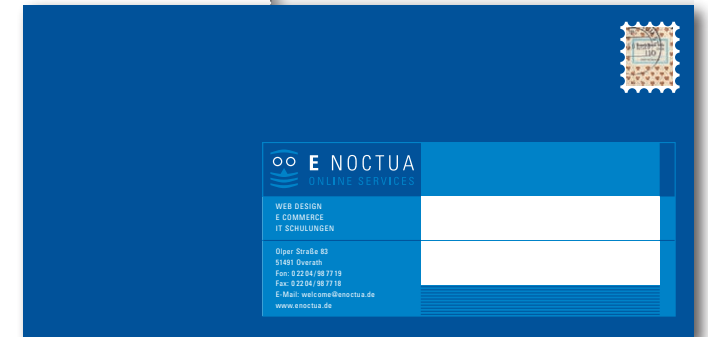 110
E NOCTUA
ONLINE SERVICES
WEB DESIGN
E COMMERCE
IT SCHULUNGEN
Olper Straße 83
51491 Overath
Fon: 0 22 04 / 98 77 19
Fax: 0 22 04 / 98 77 18
E-Mail: welcome@enoctua.de
www.enoctua.de